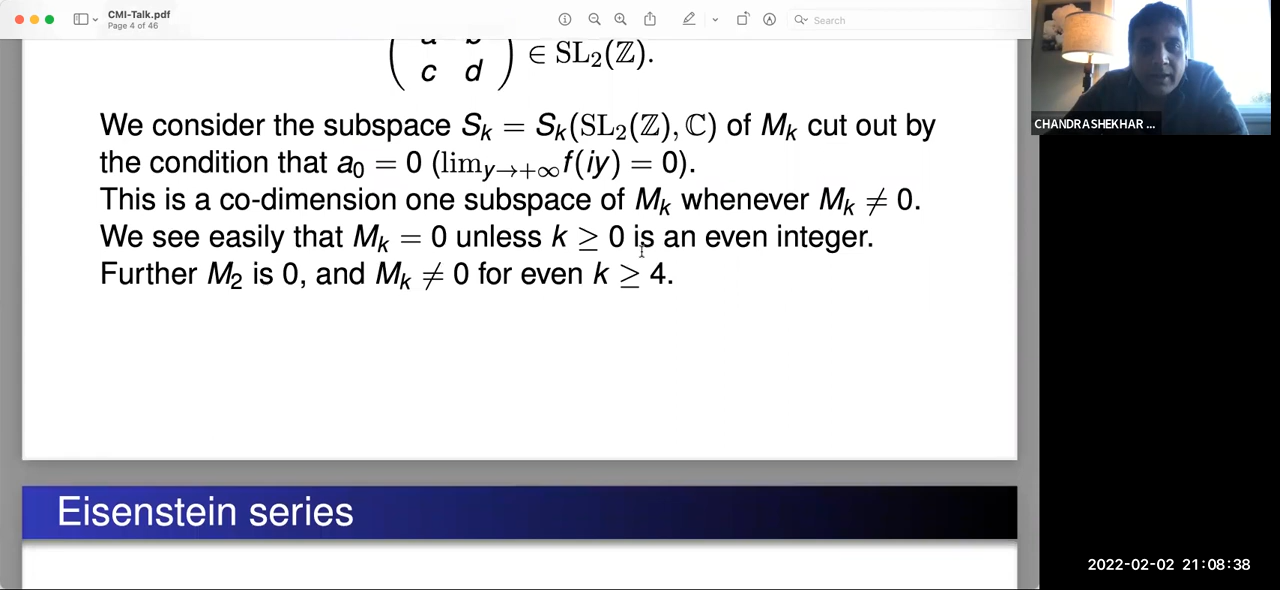 CMI-Talk.pdf
Page 4 of 46
Search
( a b
c d ) ∈ SL₂(ℤ).
We consider the subspace Sₖ = Sₖ(SL₂(ℤ), ℂ) of Mₖ cut out by
the condition that a₀ = 0 (lim_{y→+∞} f(iy) = 0).
This is a co-dimension one subspace of Mₖ whenever Mₖ ≠ 0.
We see easily that Mₖ = 0 unless k ≥ 0 is an even integer.
Further M₂ is 0, and Mₖ ≠ 0 for even k ≥ 4.
Eisenstein series
CHANDRASHEKHAR ...
2022-02-02 21:08:38